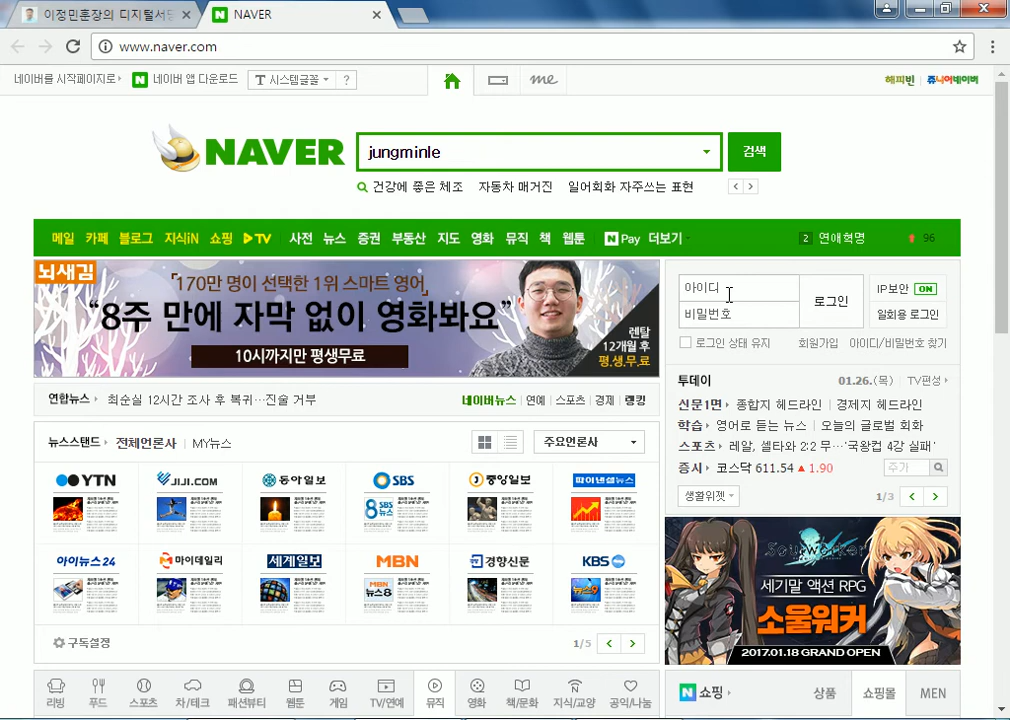 이정민훈장의 디지털서당
NAVER
www.naver.com
네이버를 시작페이지로
네이버 앱 다운로드
T 시스템글꼴
?
me
해피빈
쥬니어네이버
NAVER
jungminle
검색
건강에 좋은 체조 자동차 매거진 일어회화 자주쓰는 표현
메일 카페 블로그 지식iN 쇼핑 TV 사전 뉴스 증권 부동산 지도 영화 뮤직 책 웹툰 N Pay 더보기 2 연애혁명 96
뇌새김
「170만 명이 선택한 1위 스마트 영어」
“8주 만에 자막 없이 영화봐요”
10시까지만 평생무료
렌탈
12개월 후
평.생.무.료
아이디
비밀번호
로그인
IP보안 ON
일회용 로그인
로그인 상태 유지 회원가입 아이디/비밀번호 찾기
투데이 01.26.(목) TV편성
신문1면 종합지 헤드라인 경제지 헤드라인
학습 영어로 듣는 뉴스 오늘의 글로벌 회화
스포츠 레알, 셀타와 2:2 무…'국왕컵 4강 실패'
증시 코스닥 611.54 ▲ 1.90 주가
생활위젯 1/3
연합뉴스 최순실 12시간 조사 후 복귀…진술 거부 네이버뉴스 연예 스포츠 경제 랭킹
뉴스스탠드 전체언론사 MY뉴스 주요언론사
YTN JIJI.COM 동아일보 SBS 중앙일보 파이낸셜뉴스
아이뉴스24 마이데일리 세계일보 MBN 경향신문 KBS
구독설정 1/5
Soulworker
세기말 액션 RPG
소울워커
2017.01.18 GRAND OPEN
리빙 푸드 스포츠 차/테크 패션뷰티 웹툰 게임 TV/연예 뮤직 영화 책/문화 지식/교양 공익/나눔
N 쇼핑 상품 쇼핑몰 MEN